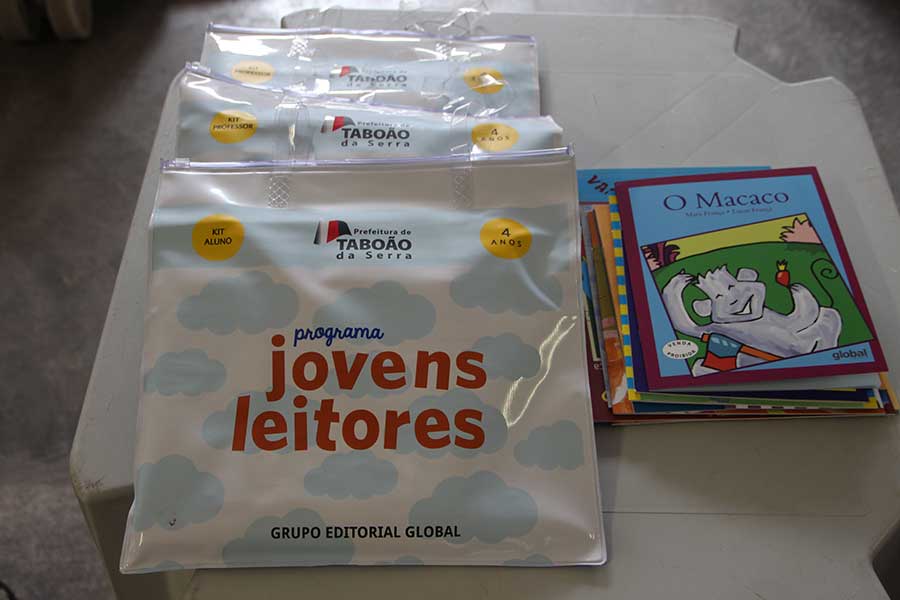 KIT
PROFESSOR
Prefeitura de
TABOÃO
da Serra
KIT
PROFESSOR
Prefeitura de
TABOÃO
da Serra
4
ANOS
KIT
ALUNO
Prefeitura de
TABOÃO
da Serra
4
ANOS
programa
jovens
leitores
GRUPO EDITORIAL GLOBAL
O Macaco
Mary França · Eliardo França
VENDA
PROIBIDA
global